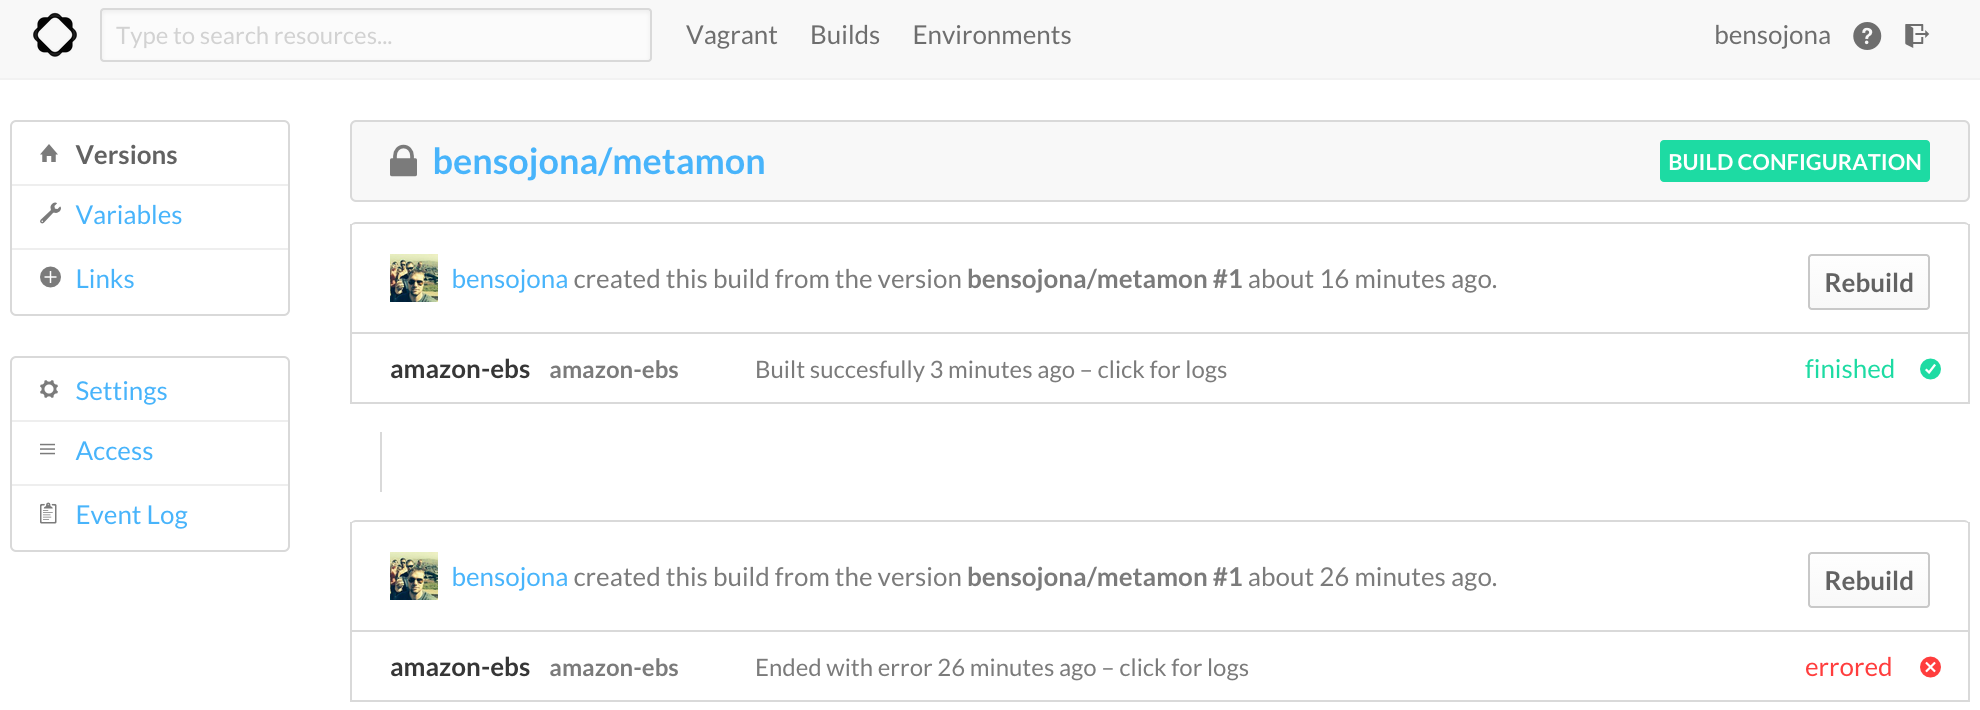 Type to search resources...
Vagrant Builds Environments
bensojona ?
Versions
Variables
Links
Settings
Access
Event Log
bensojona/metamon
BUILD CONFIGURATION
bensojona created this build from the version bensojona/metamon #1 about 16 minutes ago.
Rebuild
amazon-ebs amazon-ebs Built succesfully 3 minutes ago – click for logs finished
bensojona created this build from the version bensojona/metamon #1 about 26 minutes ago.
Rebuild
amazon-ebs amazon-ebs Ended with error 26 minutes ago – click for logs errored